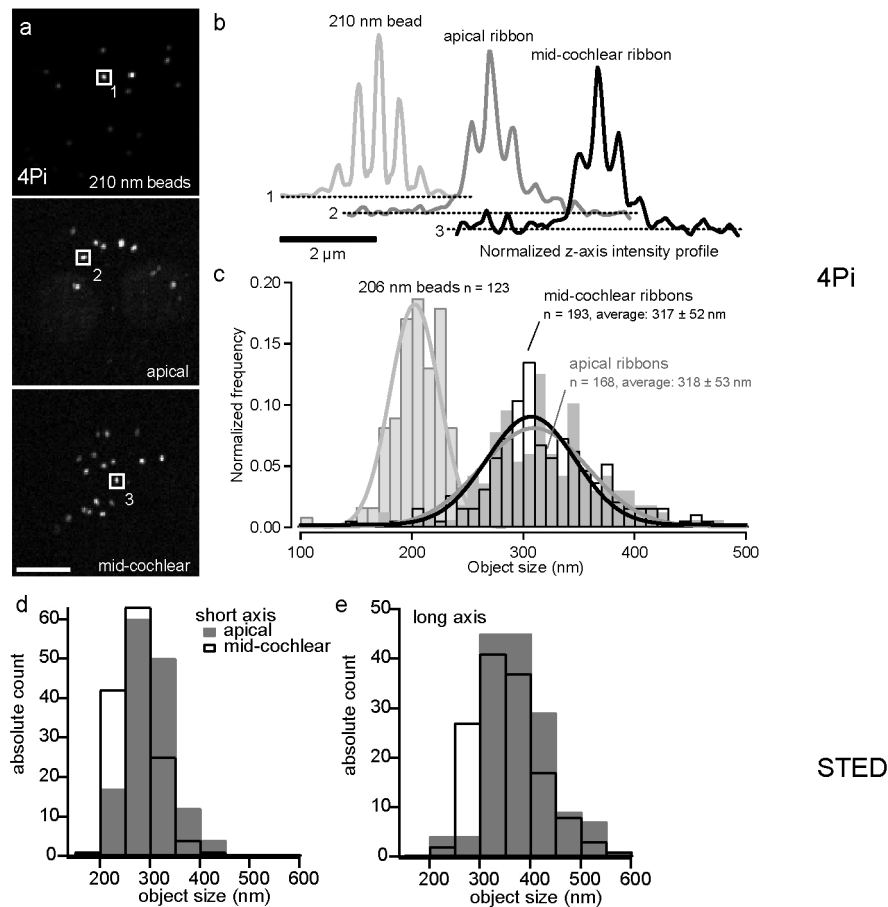 a
1
4Pi
210 nm beads
2
apical
3
mid-cochlear
b
210 nm bead
apical ribbon
mid-cochlear ribbon
1
2
3
2 µm
Normalized z-axis intensity profile
4Pi
c
206 nm beads n = 123
mid-cochlear ribbons
n = 193, average: 317 ± 52 nm
apical ribbons
n = 168, average: 318 ± 53 nm
Normalized frequency
0.20
0.15
0.10
0.05
0.00
100
200
300
400
500
Object size (nm)
d
short axis
apical
mid-cochlear
absolute count
60
50
40
30
20
10
0
200
300
400
500
600
object size (nm)
e
long axis
absolute count
50
40
30
20
10
0
200
300
400
500
600
object size (nm)
STED